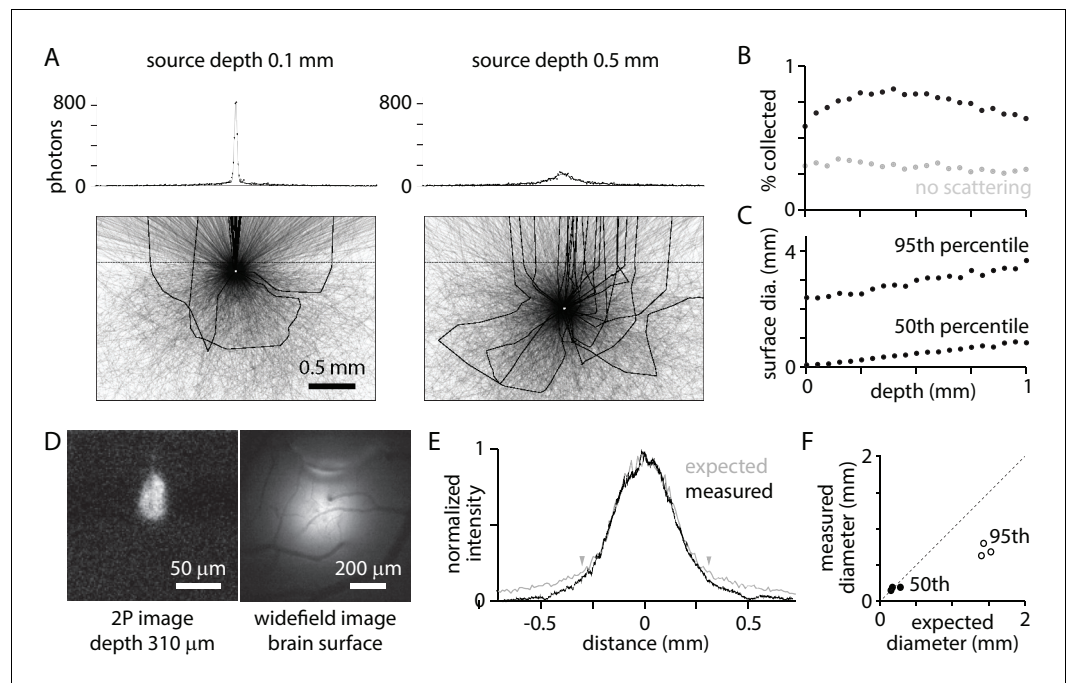 A
source depth 0.1 mm
source depth 0.5 mm
photons
800
0
800
0
0.5 mm
B
% collected
1
0
no scattering
C
surface dia. (mm)
4
0
95th percentile
50th percentile
0
1
depth (mm)
D
50 μm
200 μm
2P image
depth 310 μm
widefield image
brain surface
E
normalized
intensity
1
0
expected
measured
-0.5
0
0.5
distance (mm)
F
measured
diameter (mm)
2
0
95th
50th
0
2
expected
diameter (mm)